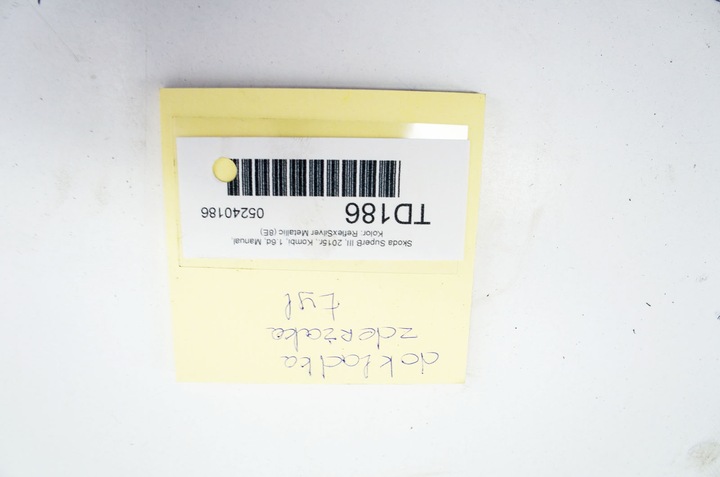 dokładka
zderzaka
tył
Skoda SuperB III, 2015r., Kombi, 1.6d, Manual,
Kolor: ReflexSilver Metallic (8E)
TD186
05240186